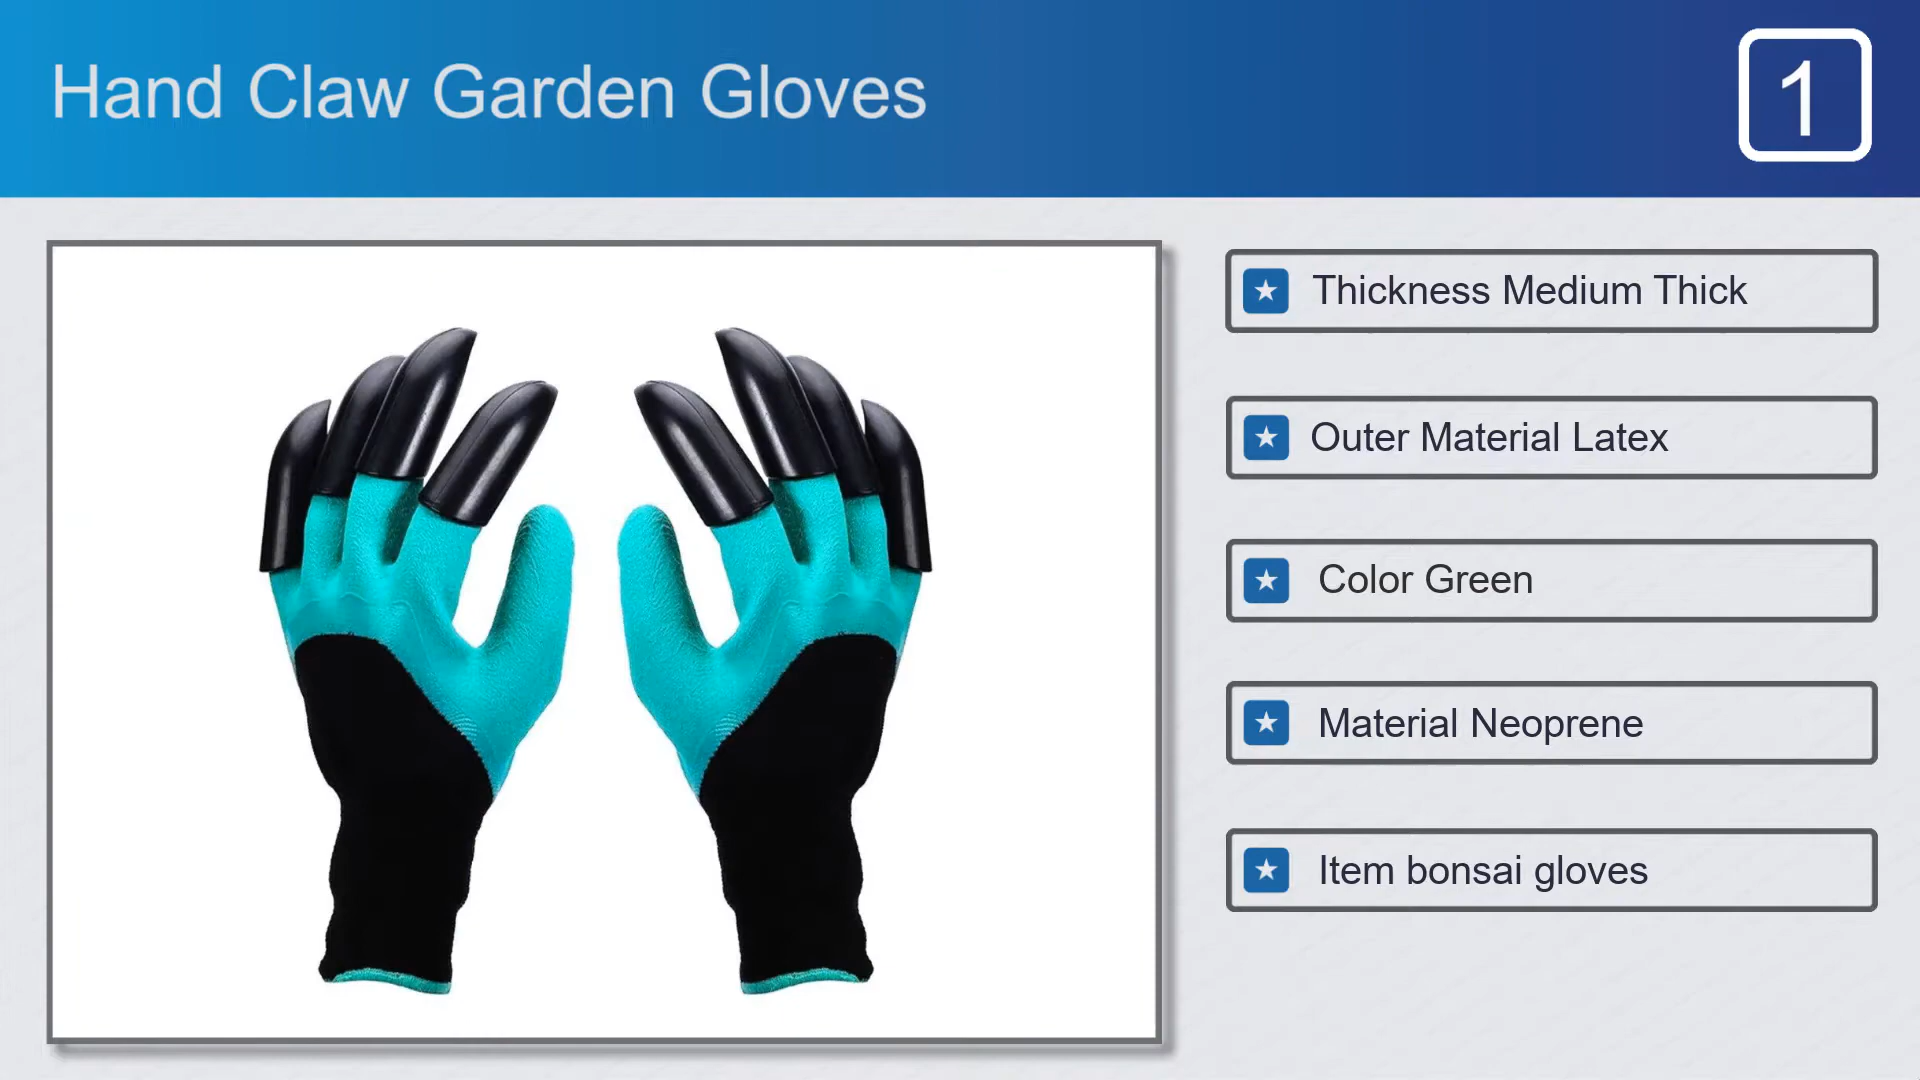 Hand Claw Garden Gloves
1
Thickness Medium Thick
Outer Material Latex
Color Green
Material Neoprene
Item bonsai gloves